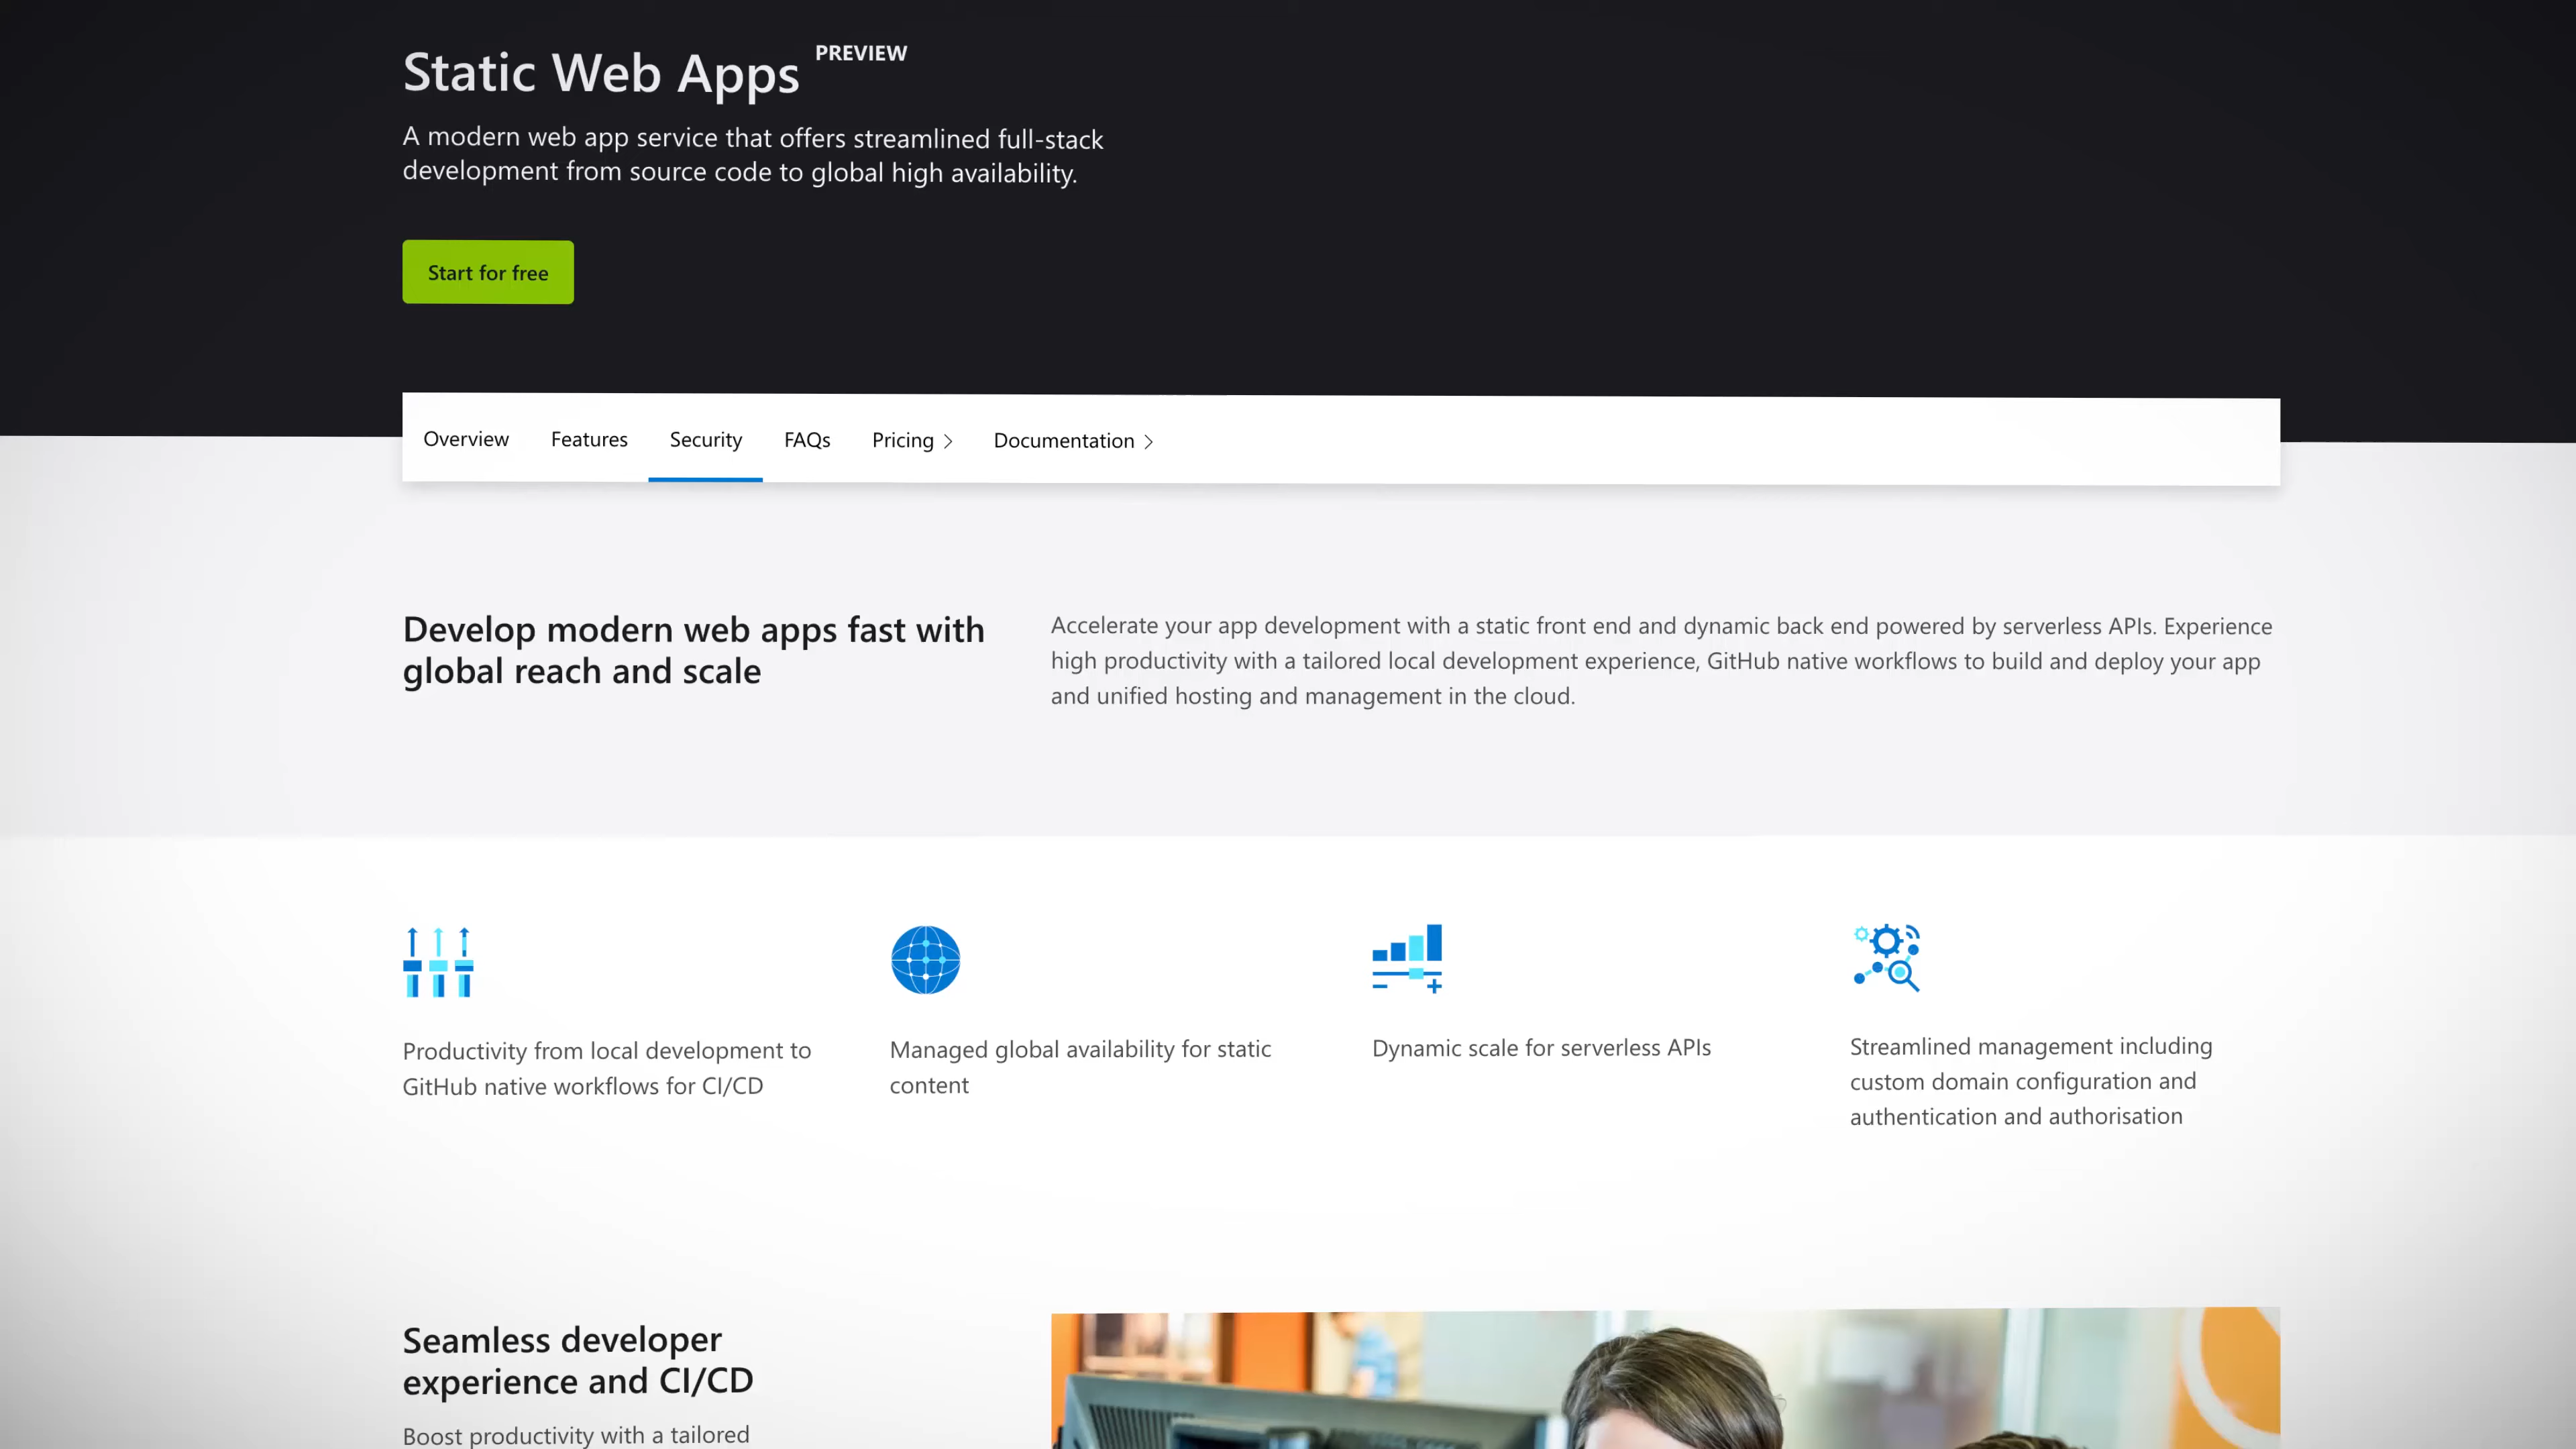 Static Web Apps PREVIEW
A modern web app service that offers streamlined full-stack
development from source code to global high availability.
Start for free
Overview Features Security FAQs Pricing Documentation
Develop modern web apps fast with
global reach and scale
Accelerate your app development with a static front end and dynamic back end powered by serverless APIs. Experience
high productivity with a tailored local development experience, GitHub native workflows to build and deploy your app
and unified hosting and management in the cloud.
Productivity from local development to
GitHub native workflows for CI/CD
Managed global availability for static
content
Dynamic scale for serverless APIs
Streamlined management including
custom domain configuration and
authentication and authorisation
Seamless developer
experience and CI/CD
Boost productivity with a tailored